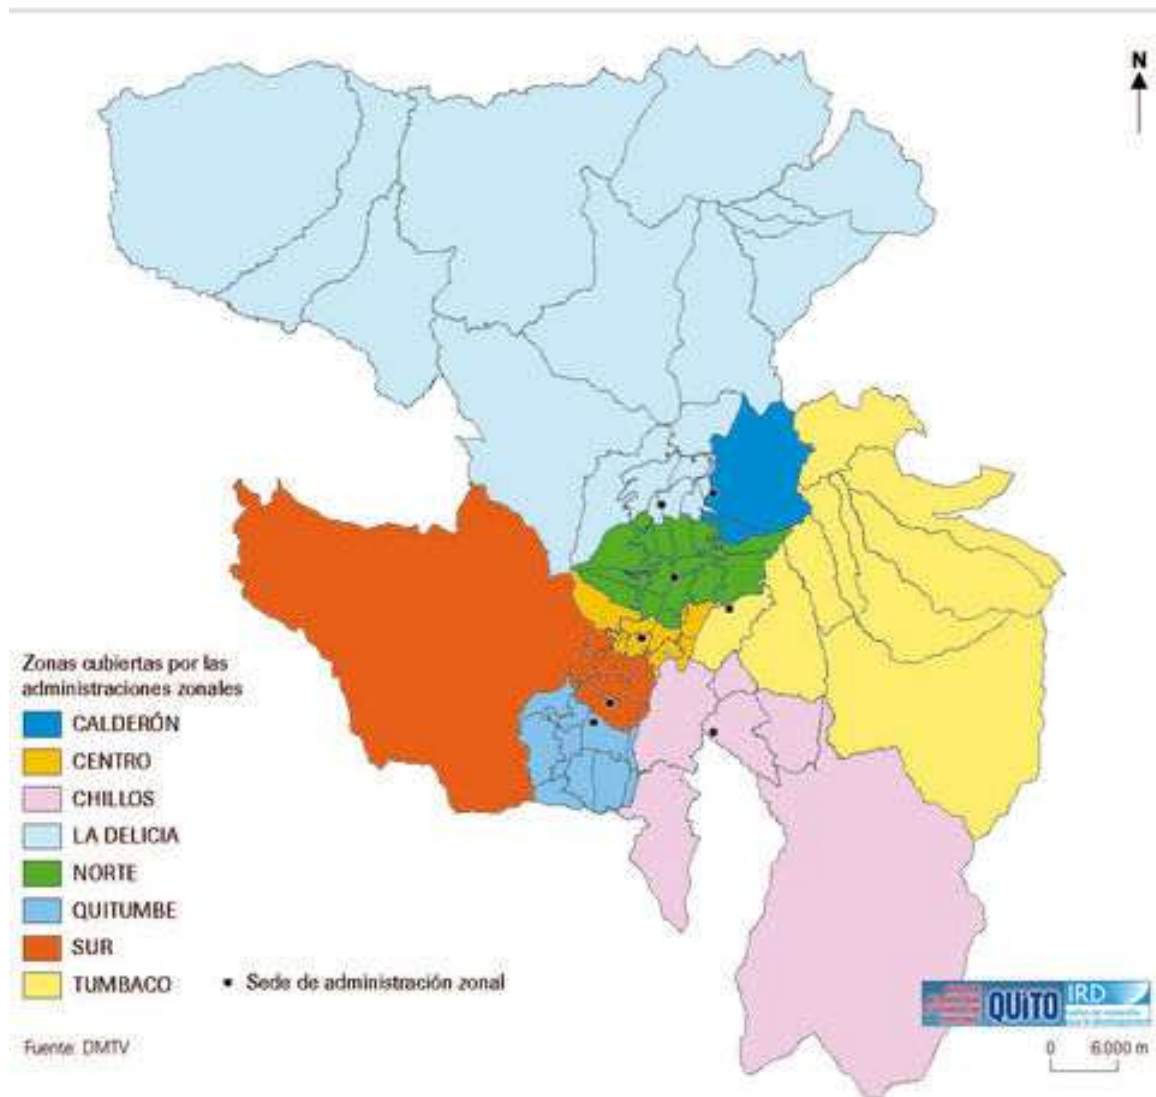 N
Zonas cubiertas por las
administraciones zonales
CALDERÓN
CENTRO
CHILLOS
LA DELICIA
NORTE
QUITUMBE
SUR
TUMBACO
Sede de administración zonal
QUITO
IRD
Fuente: DMTV
0 6.000 m